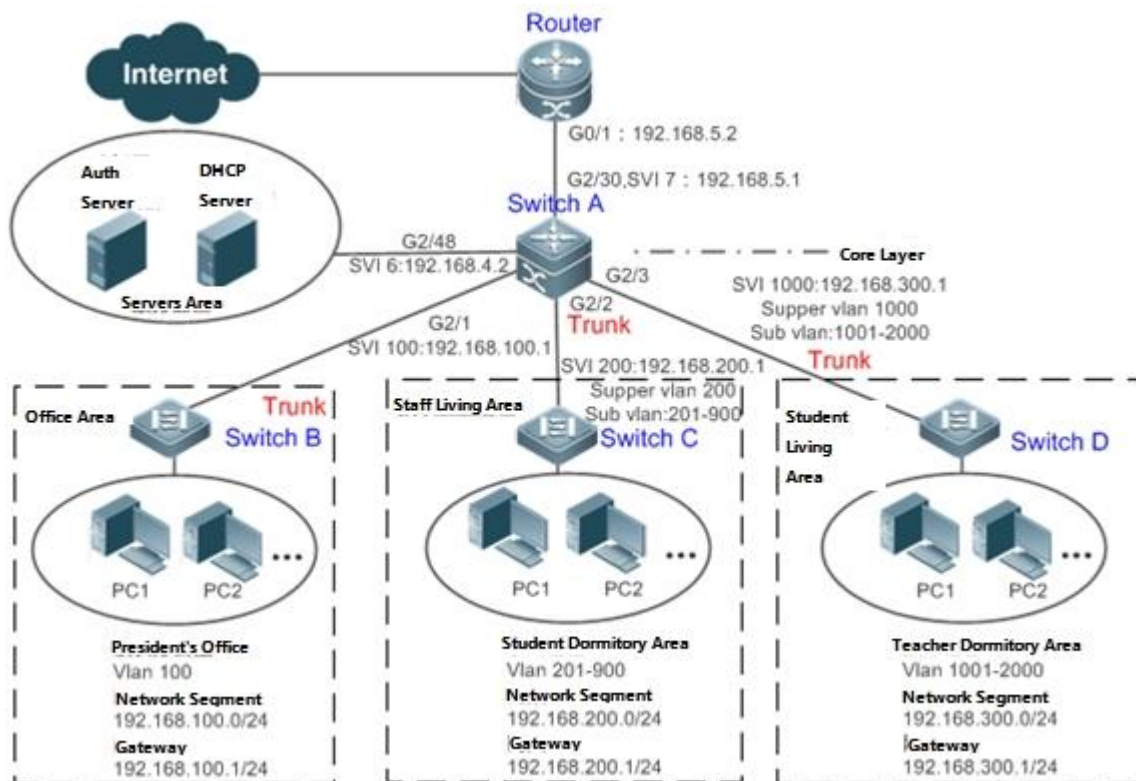 Router
Internet
G0/1：192.168.5.2
Auth
Server
DHCP
Server
G2/30,SVI 7：192.168.5.1
Switch A
G2/48
SVI 6:192.168.4.2
Servers Area
Core Layer
G2/3
SVI 1000:192.168.300.1
Supper vlan 1000
Sub vlan:1001-2000
Trunk
G2/2
Trunk
G2/1
SVI 100:192.168.100.1
SVI 200:192.168.200.1
Supper vlan 200
Sub vlan:201-900
Office Area
Trunk
Switch B
PC1
PC2
...
President's Office
Vlan 100
Network Segment
192.168.100.0/24
Gateway
192.168.100.1/24
Staff Living Area
Switch C
PC1
PC2
...
Student Dormitory Area
Vlan 201-900
Network Segment
192.168.200.0/24
Gateway
192.168.200.1/24
Student
Living
Area
Switch D
PC1
PC2
...
Teacher Dormitory Area
Vlan 1001-2000
Network Segment
192.168.300.0/24
Gateway
192.168.300.1/24